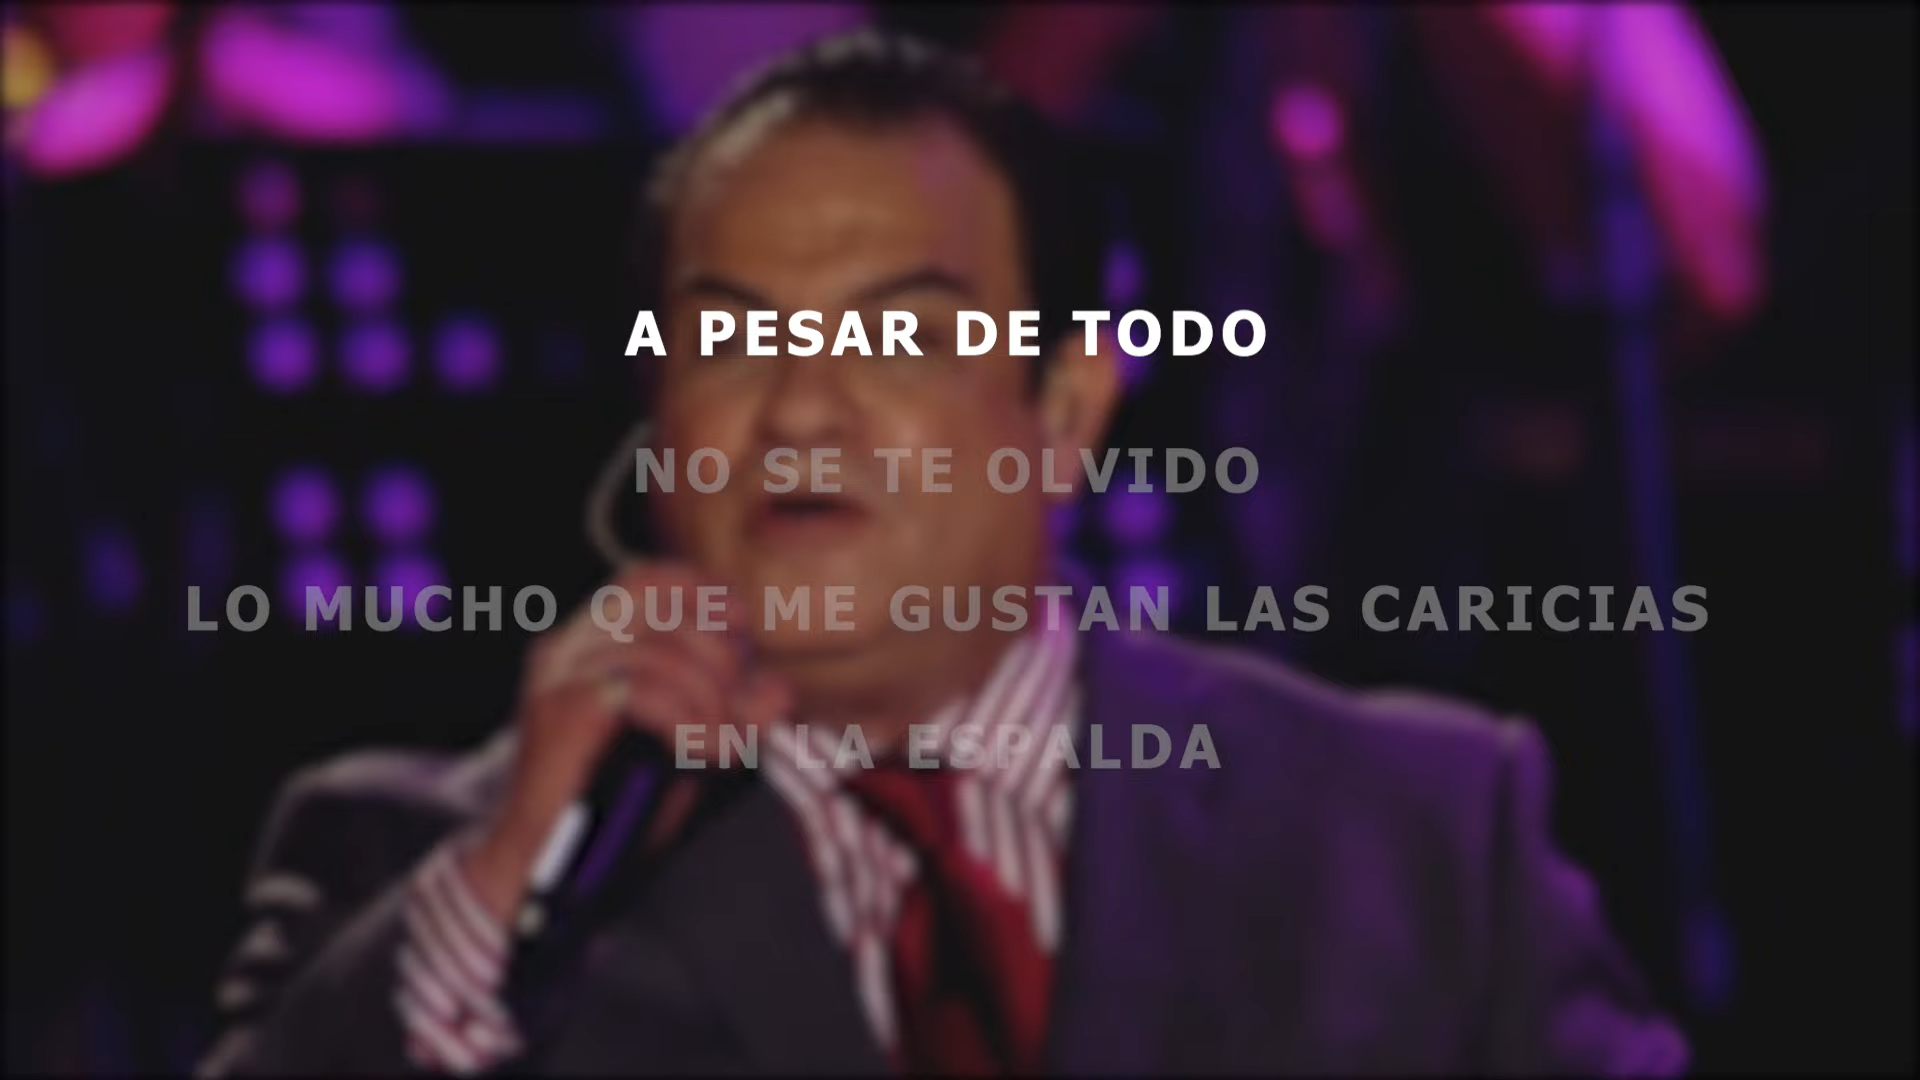 A PESAR DE TODO
NO SE TE OLVIDO
LO MUCHO QUE ME GUSTAN LAS CARICIAS
EN LA ESPALDA